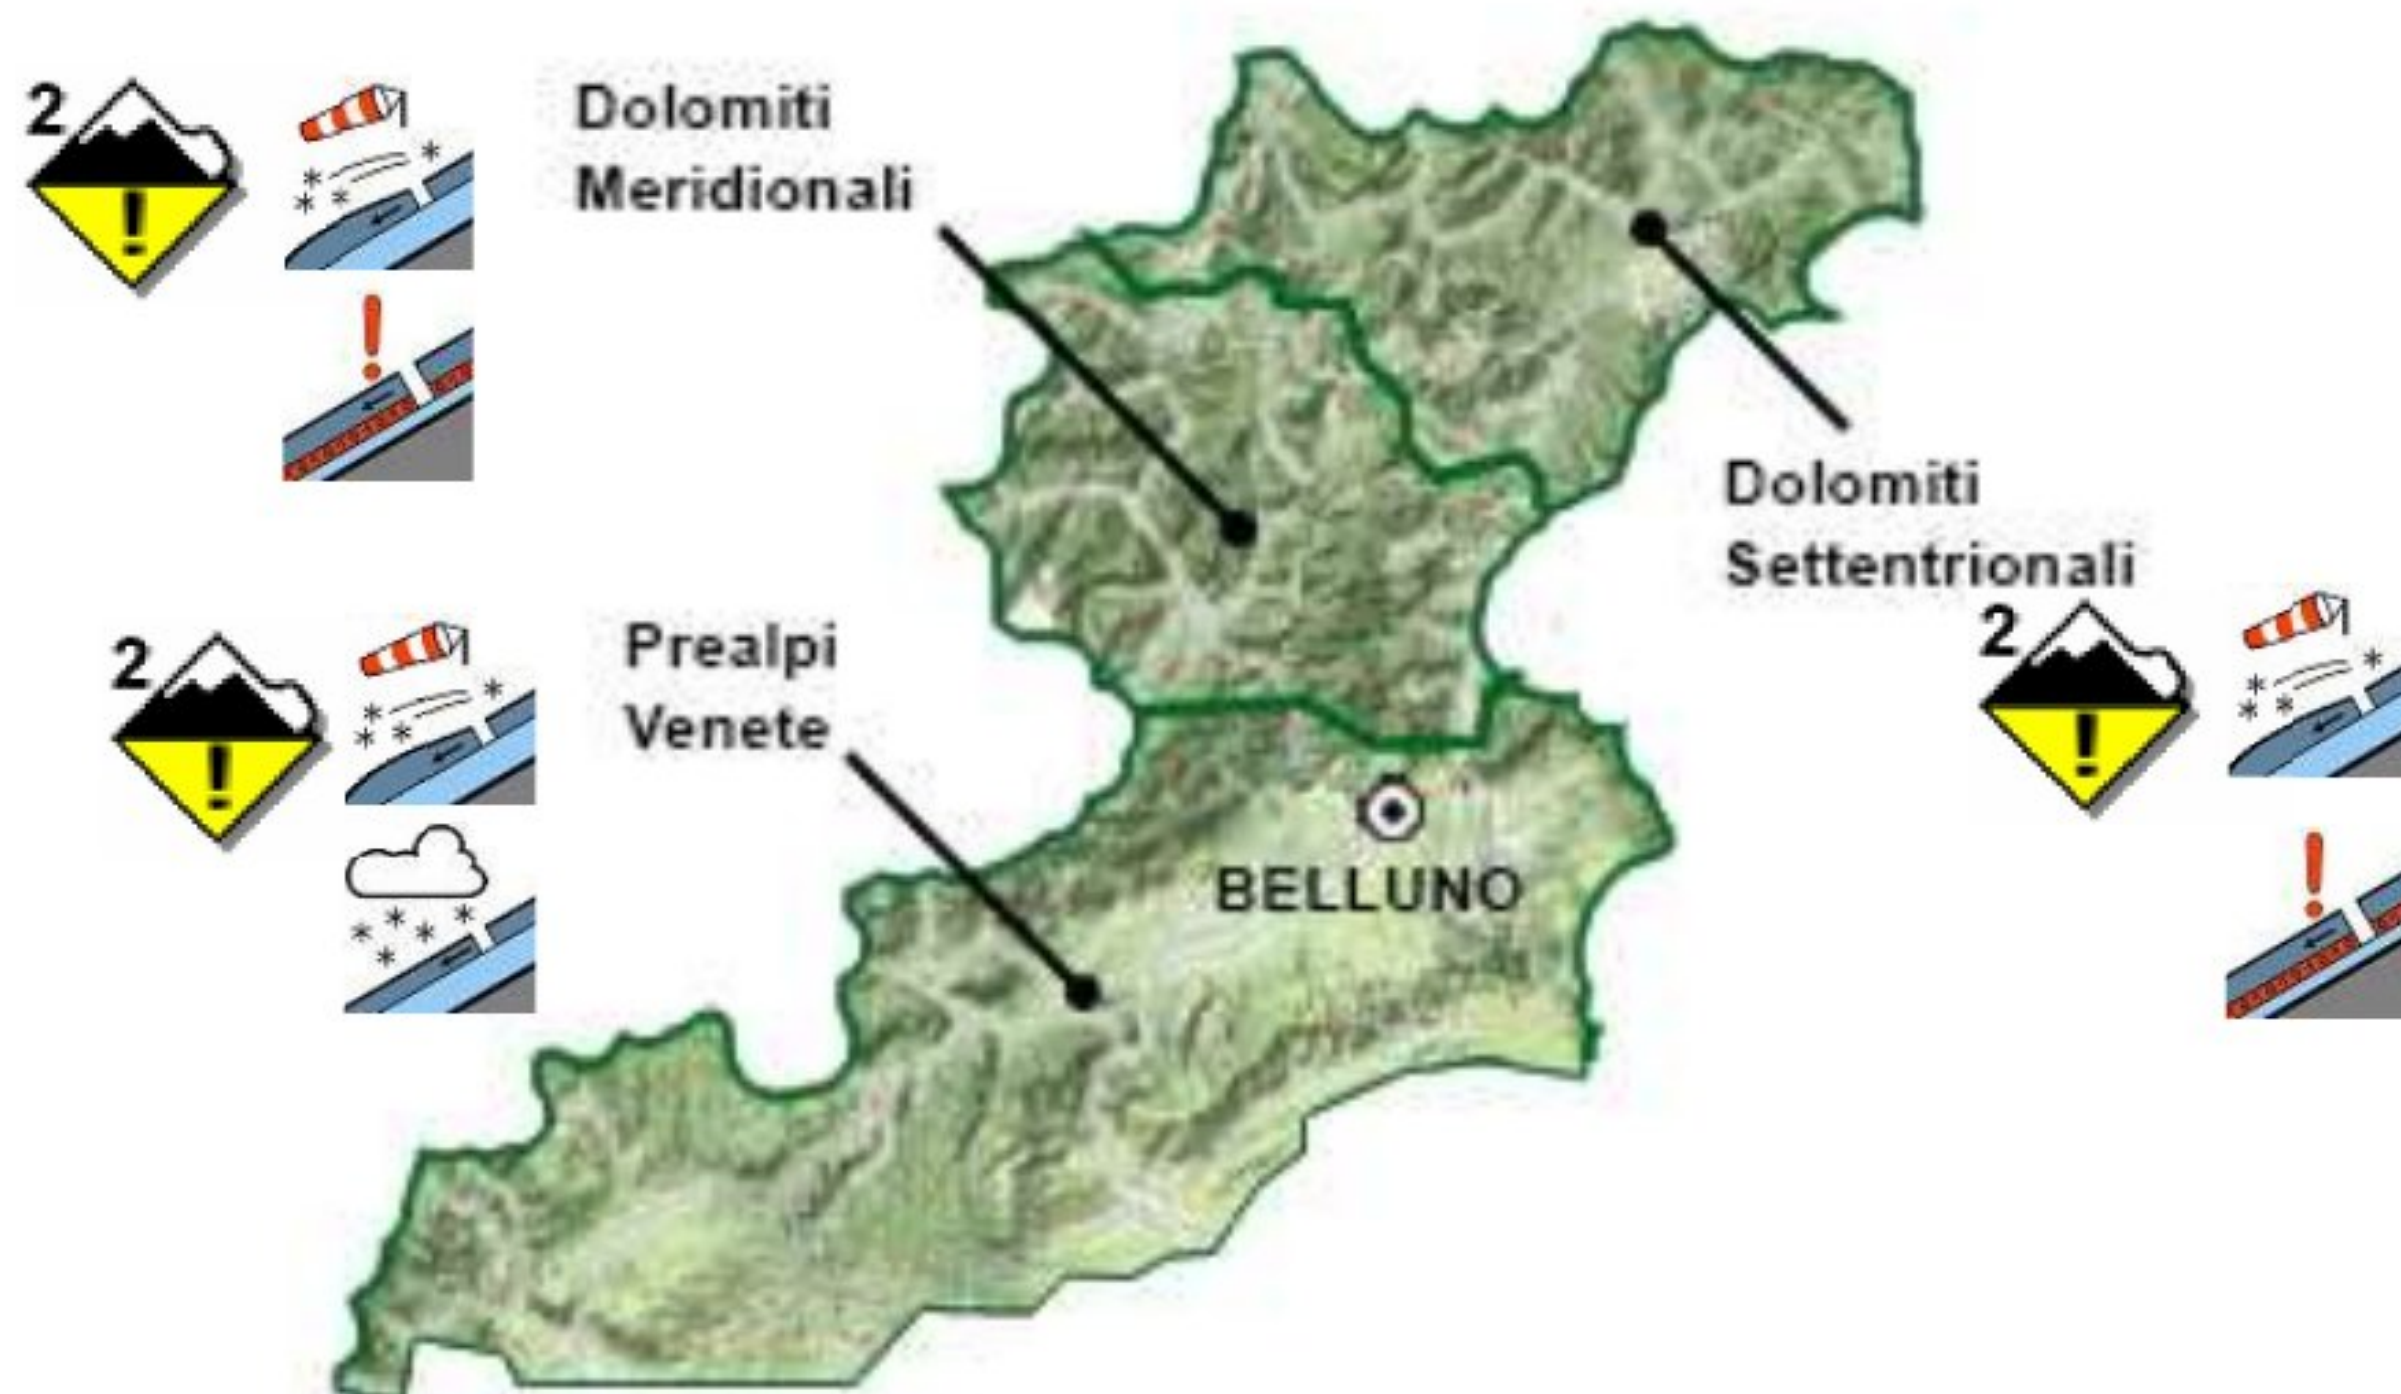 2
Dolomiti
Meridionali
Dolomiti
Settentrionali
2
Prealpi
Venete
2
BELLUNO